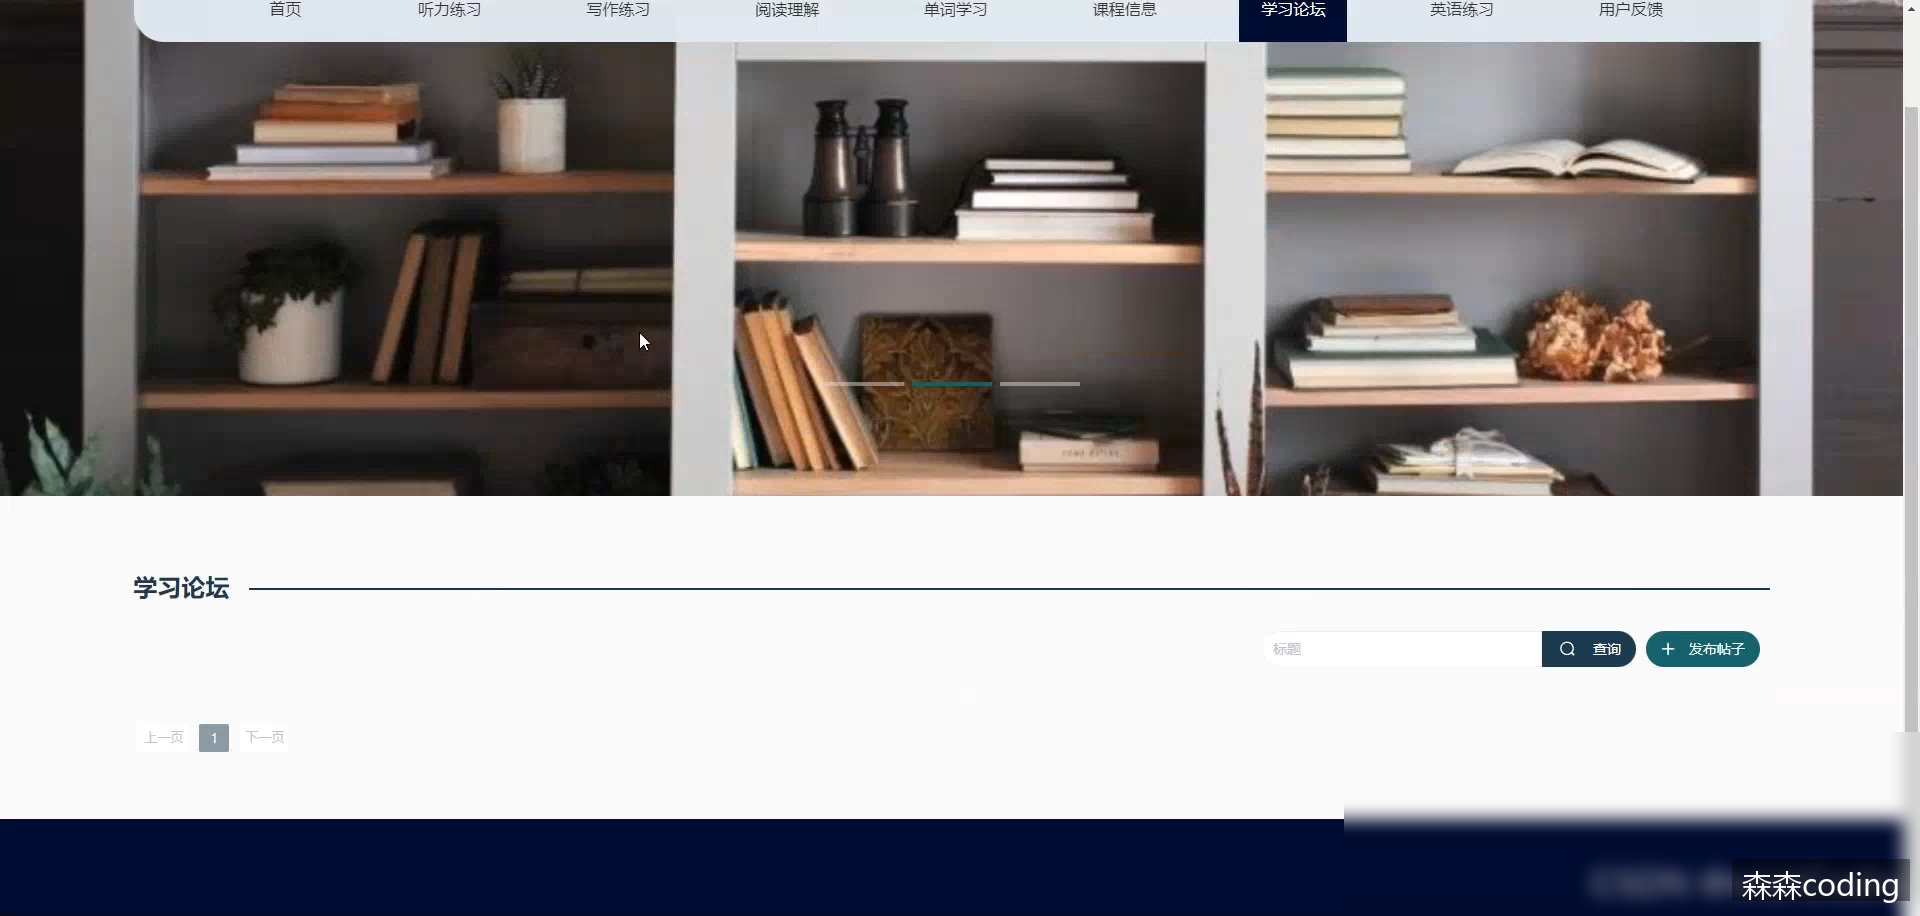 首页 听力练习 写作练习 阅读理解 单词学习 课程信息 学习论坛 英语练习 用户反馈
学习论坛
标题 查询 发布帖子
上一页 1 下一页
森森coding